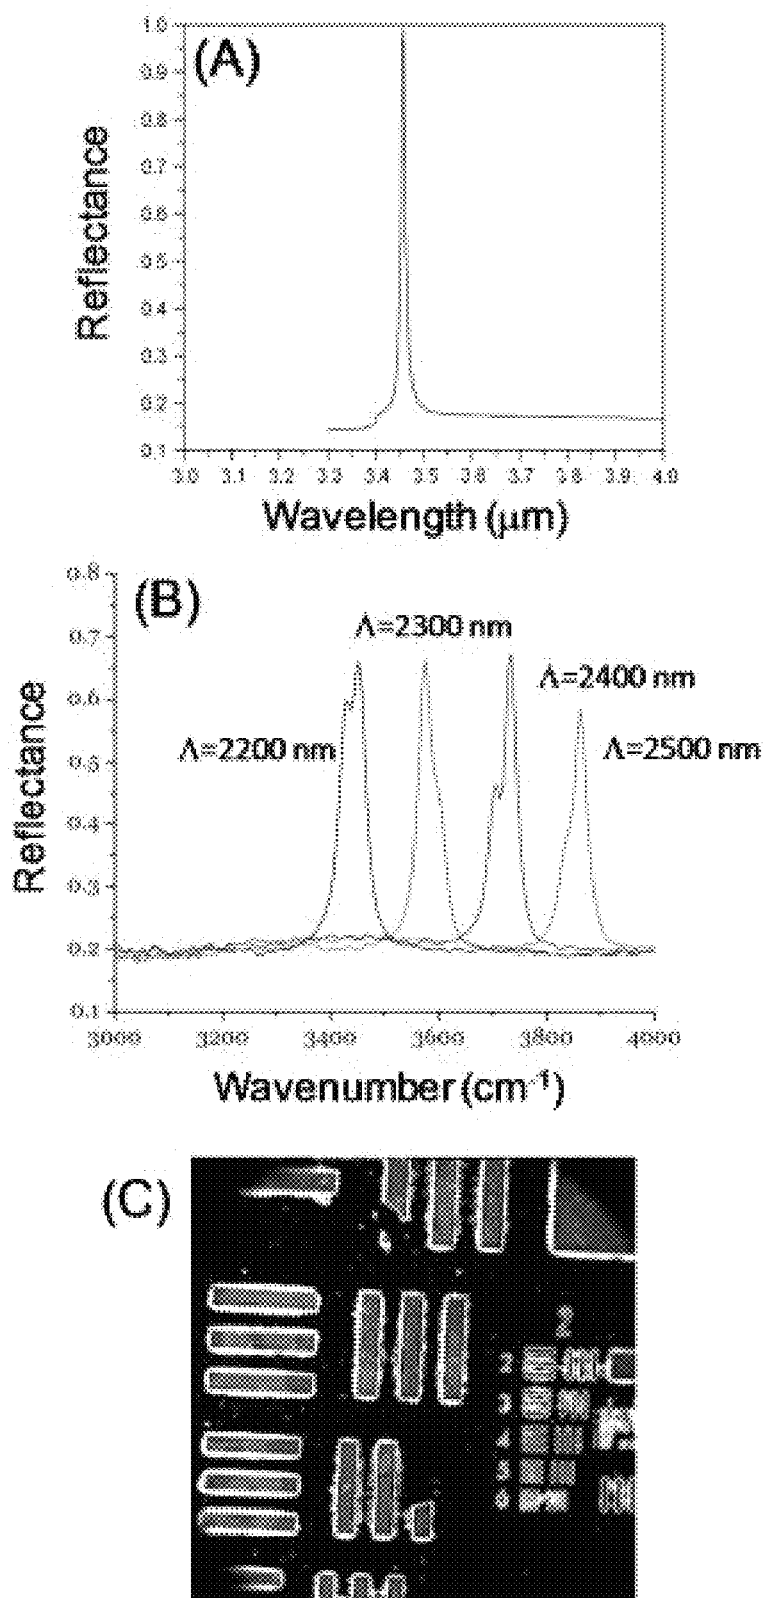 (A)
Reflectance
1.0
0.9
0.8
0.7
0.6
0.5
0.4
0.3
0.2
0.1
3.0 3.1 3.2 3.3 3.4 3.5 3.6 3.7 3.8 3.9 4.0
Wavelength (μm)
(B)
Reflectance
0.8
0.7
0.6
0.5
0.4
0.3
0.2
0.1
Λ=2300 nm
Λ=2400 nm
Λ=2200 nm
Λ=2500 nm
3000 3200 3400 3600 3800 4000
Wavenumber (cm⁻¹)
(C)
2
2
3
4
5
6